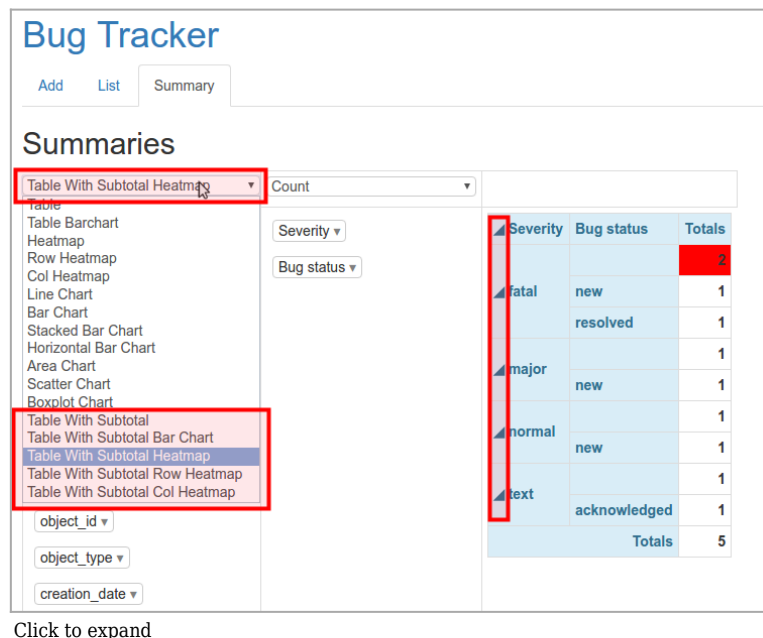 Bug Tracker
Add List Summary
Summaries
Table With Subtotal Heatmap Count
Table
Table Barchart
Heatmap
Row Heatmap
Col Heatmap
Line Chart
Bar Chart
Stacked Bar Chart
Horizontal Bar Chart
Area Chart
Scatter Chart
Boxplot Chart
Table With Subtotal
Table With Subtotal Bar Chart
Table With Subtotal Heatmap
Table With Subtotal Row Heatmap
Table With Subtotal Col Heatmap
object_id
object_type
creation_date
Severity
Bug status
Severity Bug status Totals
2
fatal new 1
resolved 1
1
major
new 1
1
normal
new 1
1
text
acknowledged 1
Totals 5
Click to expand